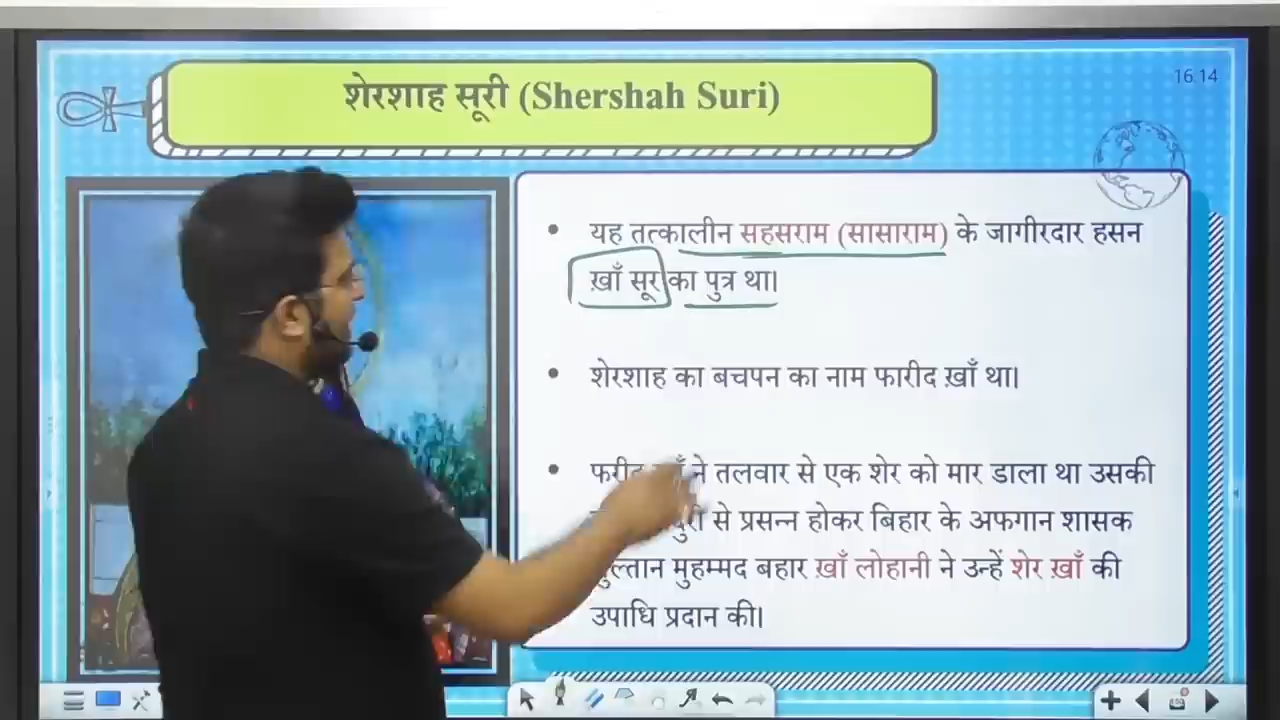 शेरशाह सूरी (Shershah Suri)
16.14
• यह तत्कालीन सहसराम (सासाराम) के जागीरदार हसन
ख़ाँ सूर का पुत्र था।
• शेरशाह का बचपन का नाम फारीद ख़ाँ था।
• फरीद ने तलवार से एक शेर को मार डाला था उसकी
से प्रसन्न होकर बिहार के अफगान शासक
मुहम्मद बहार ख़ाँ लोहानी ने उन्हें शेर ख़ाँ की
उपाधि प्रदान की।